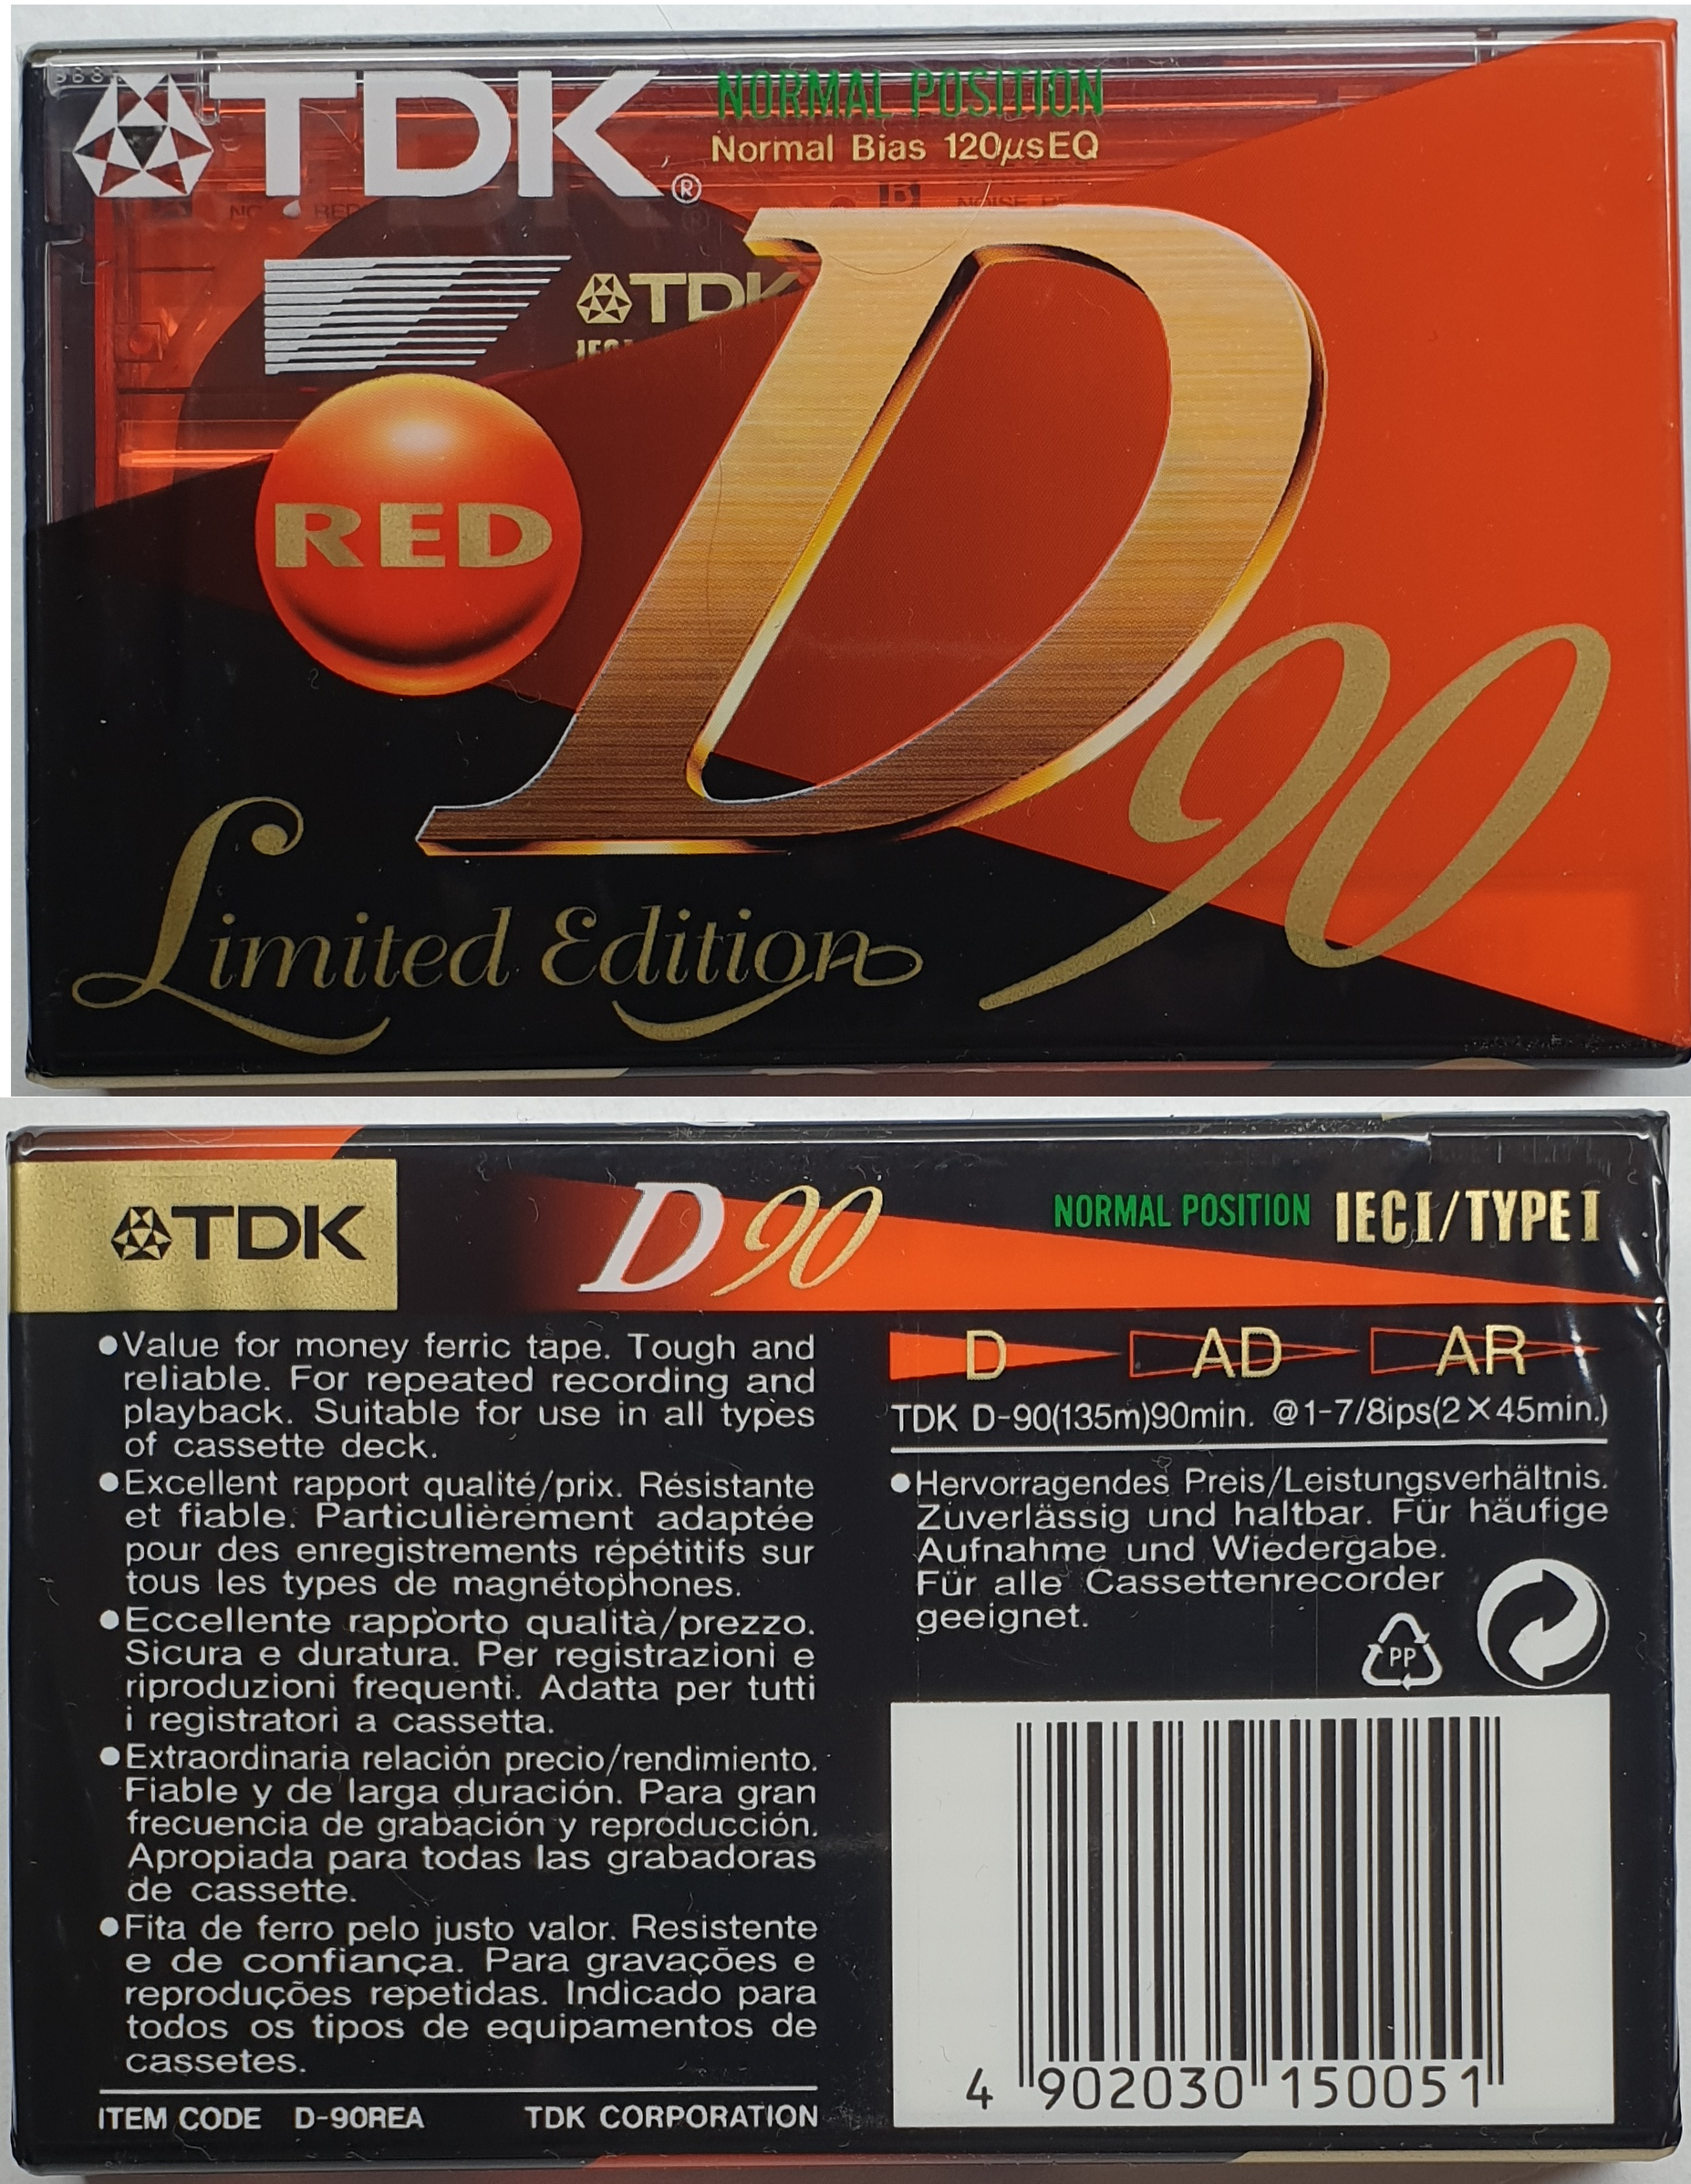 TDK®
NORMAL POSITION
Normal Bias 120μsEQ
TDK
RED
D
90
Limited Edition
TDK
D90
NORMAL POSITION IECI/TYPE I
●Value for money ferric tape. Tough and
reliable. For repeated recording and
playback. Suitable for use in all types
of cassette deck.
●Excellent rapport qualité/prix. Résistante
et fiable. Particulièrement adaptée
pour des enregistrements répétitifs sur
tous les types de magnétophones.
●Eccellente rapporto qualità/prezzo.
Sicura e duratura. Per registrazioni e
riproduzioni frequenti. Adatta per tutti
i registratori a cassetta.
●Extraordinaria relación precio/rendimiento.
Fiable y de larga duración. Para gran
frecuencia de grabación y reproducción.
Apropiada para todas las grabadoras
de cassette.
●Fita de ferro pelo justo valor. Resistente
e de confiança. Para gravações e
reproduções repetidas. Indicado para
todos os tipos de equipamentos de
cassetes.
ITEM CODE D-90REA TDK CORPORATION
D AD AR
TDK D-90(135m)90min. @1-7/8ips(2×45min.)
●Hervorragendes Preis/Leistungsverhältnis.
Zuverlässig und haltbar. Für häufige
Aufnahme und Wiedergabe.
Für alle Cassettenrecorder
geeignet.
PP
4 902030 150051